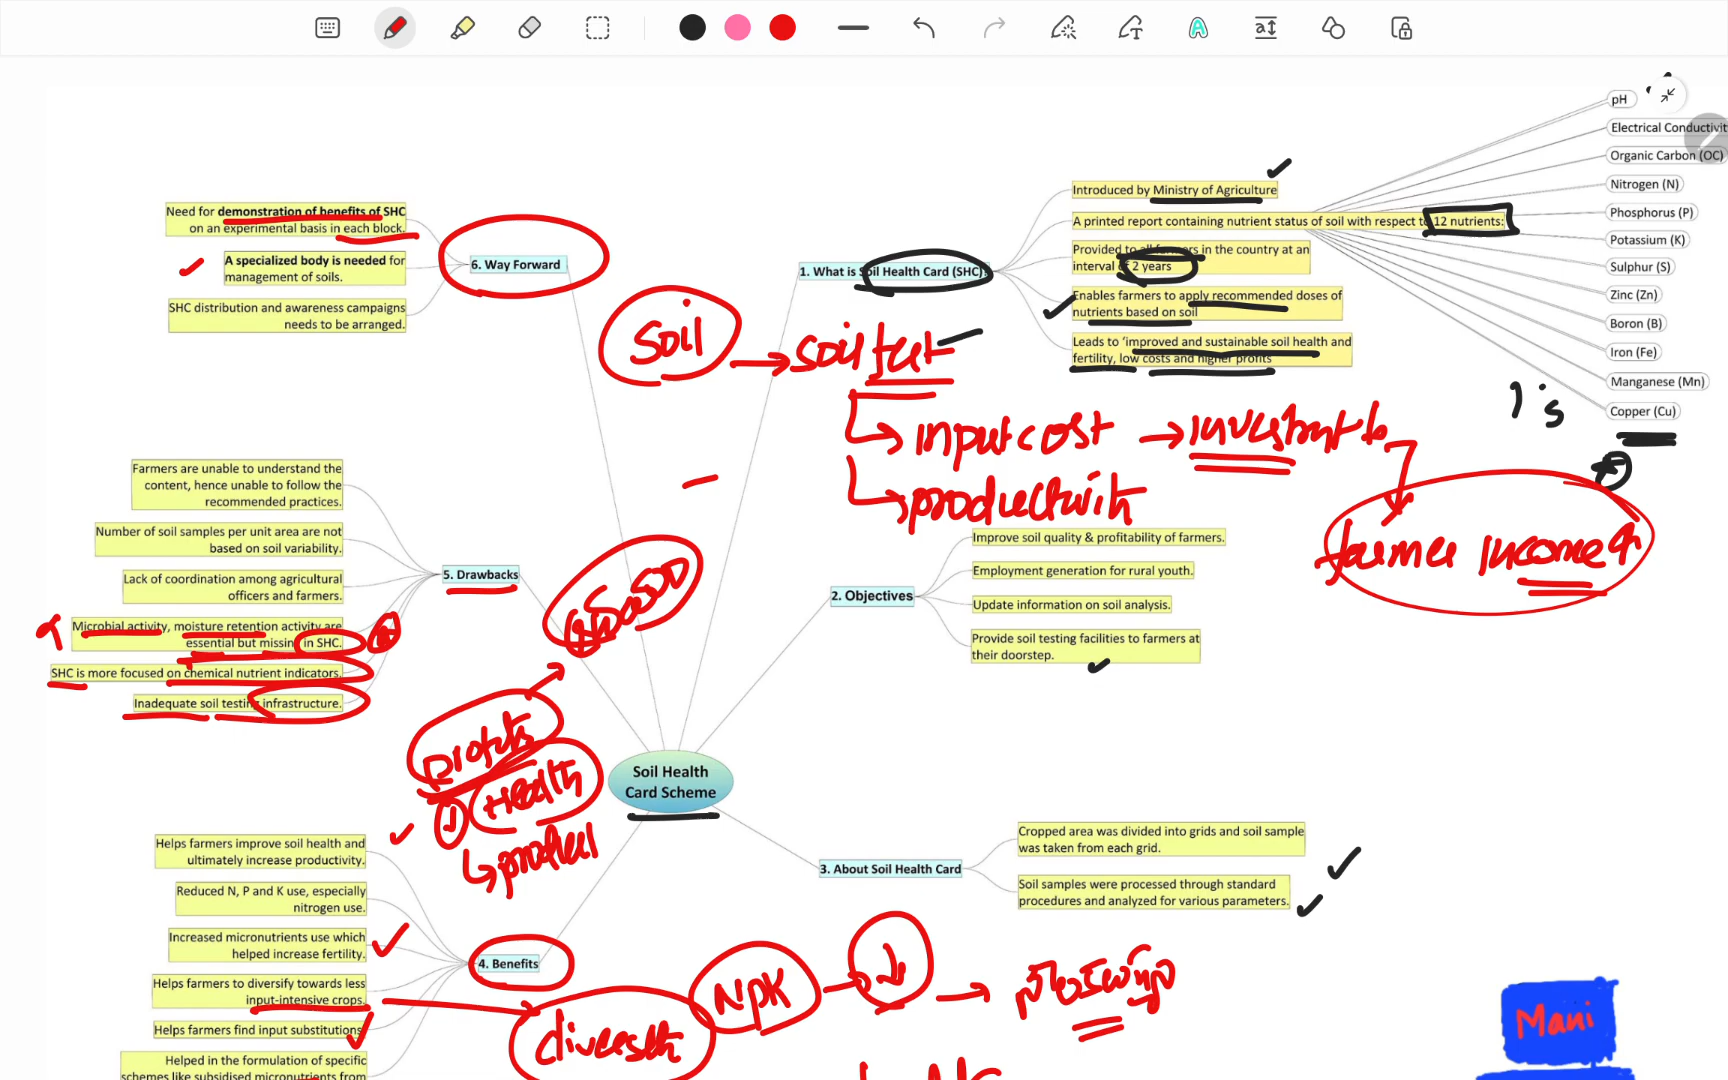 Need for demonstration of benefits of SHC
on an experimental basis in each block.
A specialized body is needed for
management of soils.
SHC distribution and awareness campaigns
needs to be arranged.
6. Way Forward
1. What is Soil Health Card (SHC)?
Introduced by Ministry of Agriculture
A printed report containing nutrient status of soil with respect to 12 nutrients:
Provided to all farmers in the country at an
interval of 2 years
Enables farmers to apply recommended doses of
nutrients based on soil
Leads to ‘improved and sustainable soil health and
fertility, low costs and higher profits
pH
Electrical Conductivit
Organic Carbon (OC)
Nitrogen (N)
Phosphorus (P)
Potassium (K)
Sulphur (S)
Zinc (Zn)
Boron (B)
Iron (Fe)
Manganese (Mn)
Copper (Cu)
Soil
soil test
input cost
productivity
farmer income
Farmers are unable to understand the
content, hence unable to follow the
recommended practices.
Number of soil samples per unit area are not
based on soil variability.
Lack of coordination among agricultural
officers and farmers.
Microbial activity, moisture retention activity are
essential but missing in SHC.
SHC is more focused on chemical nutrient indicators.
Inadequate soil testing infrastructure.
5. Drawbacks
2. Objectives
Improve soil quality & profitability of farmers.
Employment generation for rural youth.
Update information on soil analysis.
Provide soil testing facilities to farmers at
their doorstep.
Health
Soil Health
Card Scheme
3. About Soil Health Card
Cropped area was divided into grids and soil sample
was taken from each grid.
Soil samples were processed through standard
procedures and analyzed for various parameters.
Helps farmers improve soil health and
ultimately increase productivity.
Reduced N, P and K use, especially
nitrogen use.
Increased micronutrients use which
helped increase fertility.
Helps farmers to diversify towards less
input-intensive crops.
Helps farmers find input substitutions
Helped in the formulation of specific
schemes like subsidised micronutrients from
4. Benefits
NPK
Mani